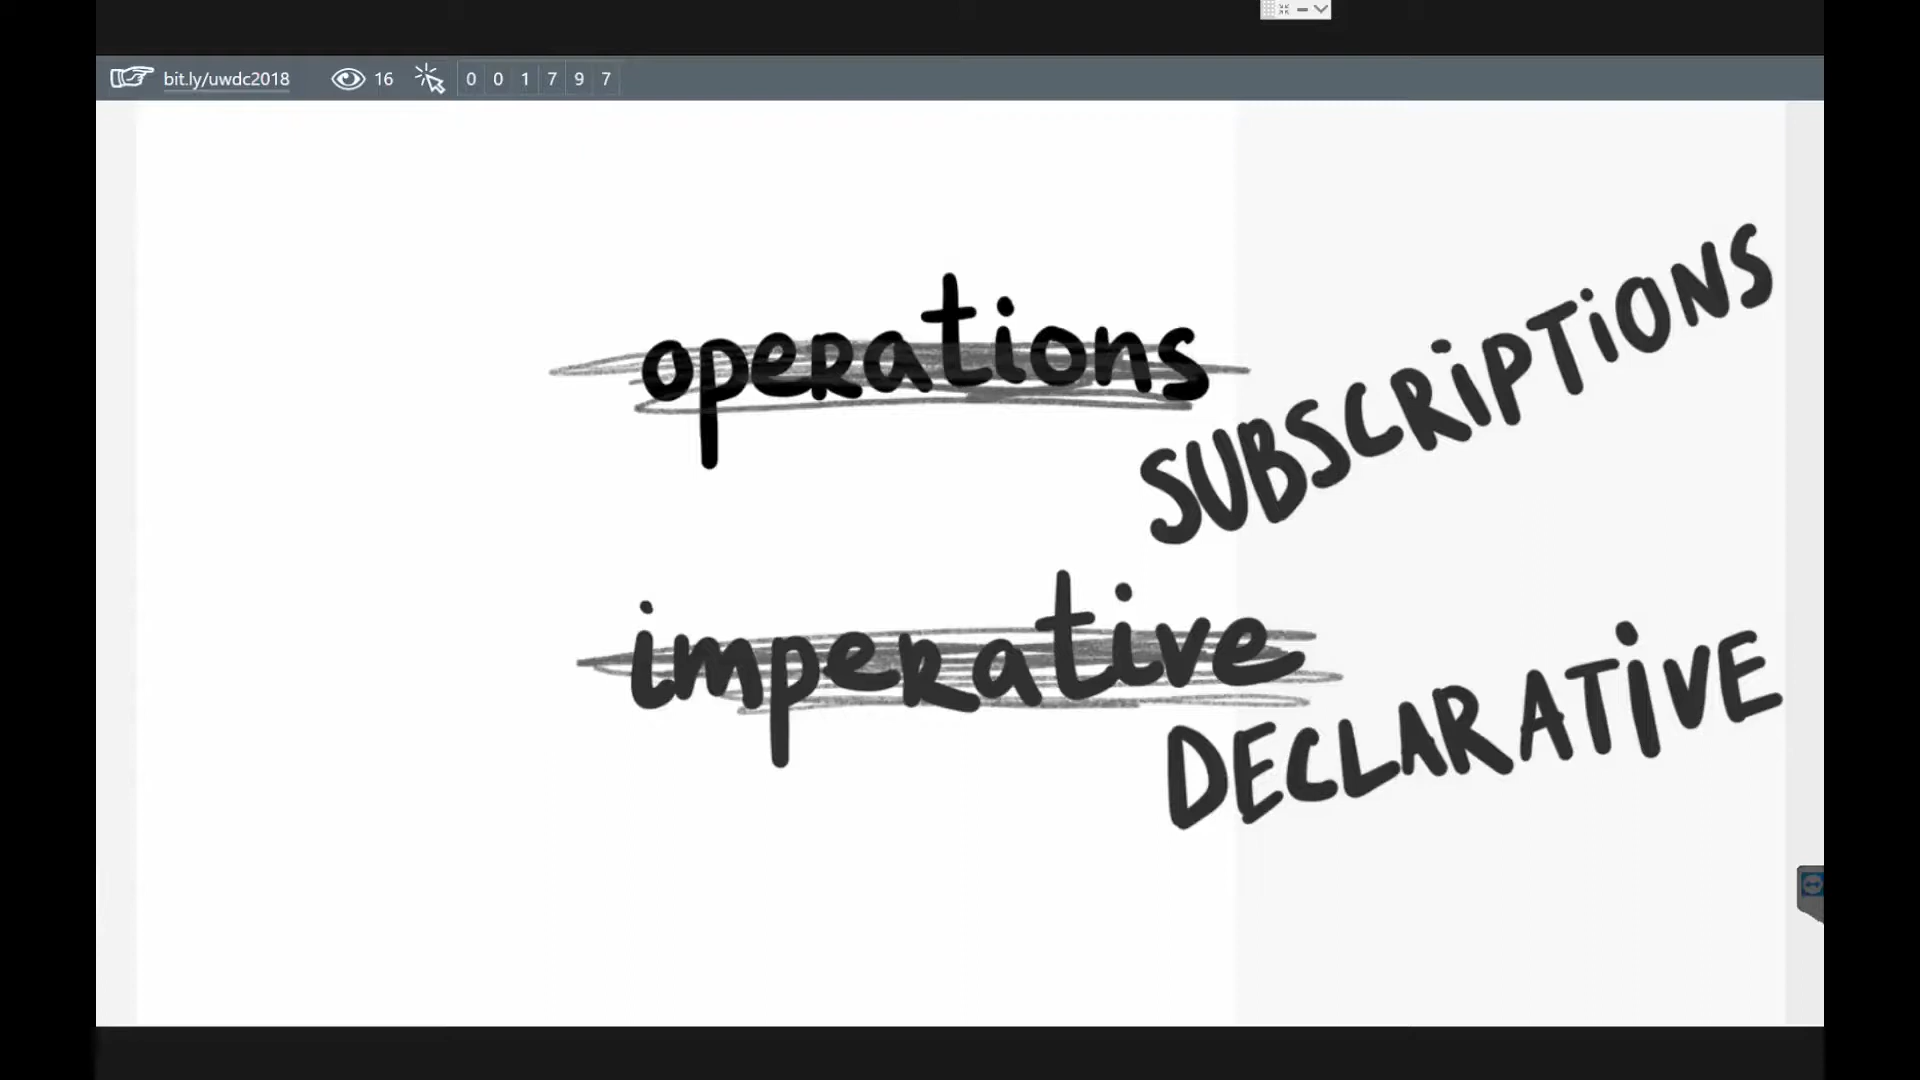 bit.ly/uwdc2018 16 0 0 1 7 9 7
operations
SUBSCRiPTiONS
imperative
DECLARATiVE